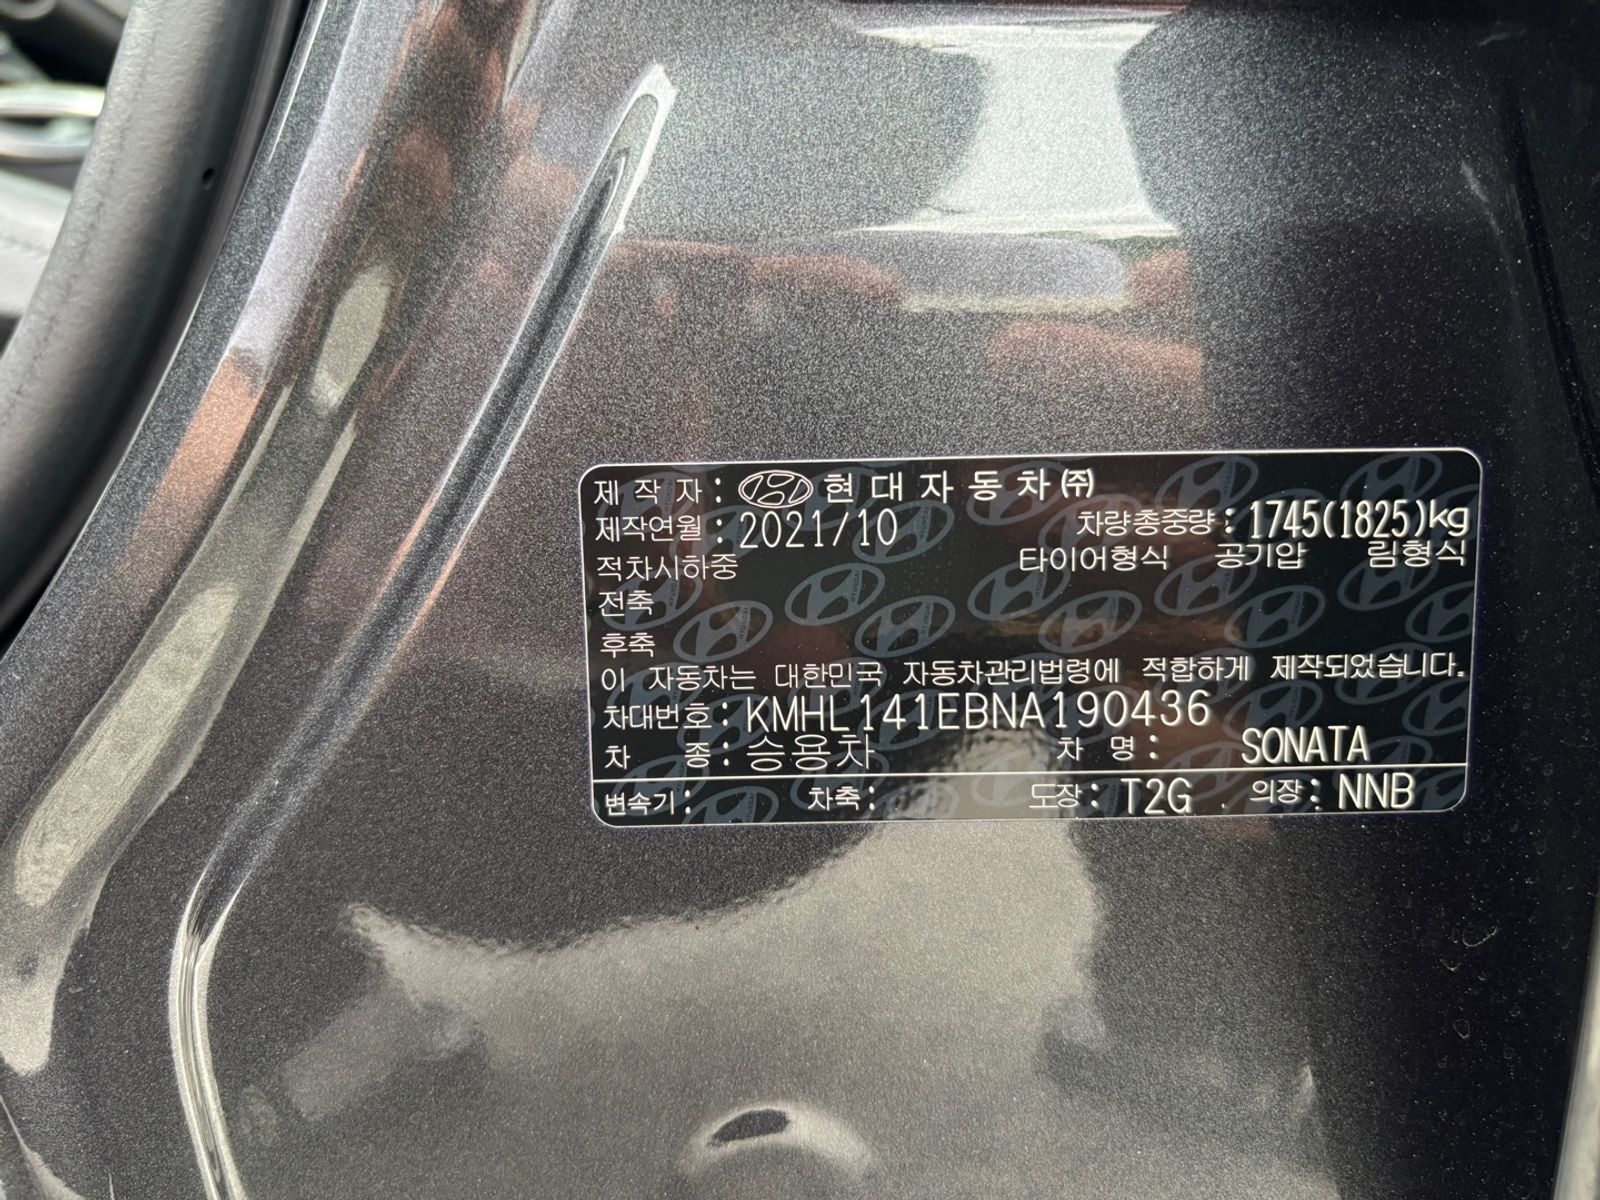 제 작 자 : 현대자동차㈜
제작연월 : 2021/10 차량총중량 : 1745(1825)kg
적차시하중 타이어형식 공기압 림형식
전축
후축
이 자동차는 대한민국 자동차관리법령에 적합하게 제작되었습니다.
차대번호 : KMHL141EBNA190436
차 종 : 승용차 차 명 : SONATA
변속기 : 차축 : 도장 : T2G 의장 : NNB